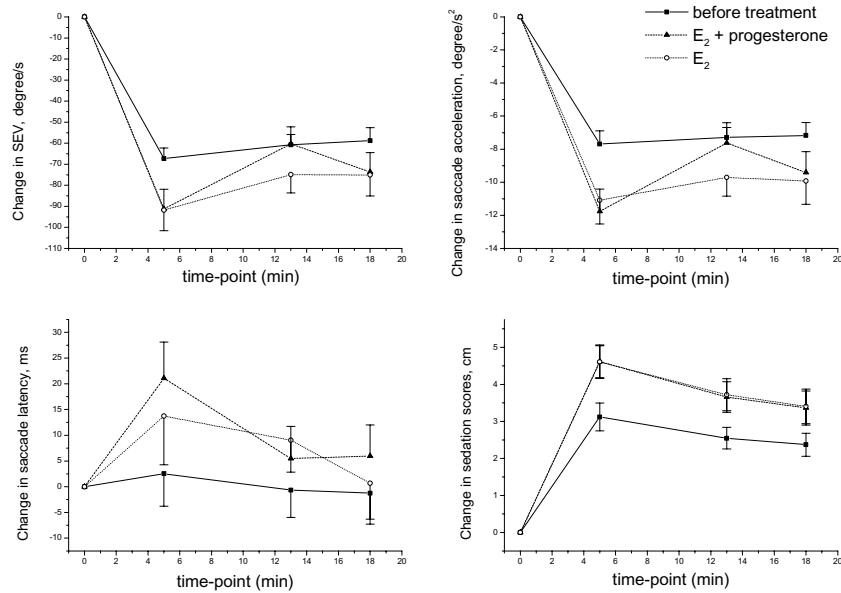 before treatment
E2 + progesterone
E2
0
-10
-20
-30
-40
-50
-60
-70
-80
-90
-100
-110
Change in SEV, degree/s
0 2 4 6 8 10 12 14 16 18 20
time-point (min)
0
-2
-4
-6
-8
-10
-12
-14
Change in saccade acceleration, degree/s²
0 2 4 6 8 10 12 14 16 18 20
time-point (min)
30
25
20
15
10
5
0
-5
-10
Change in saccade latency, ms
0 2 4 6 8 10 12 14 16 18 20
time-point (min)
5
4
3
2
1
0
Change in sedation scores, cm
0 2 4 6 8 10 12 14 16 18 20
time-point (min)